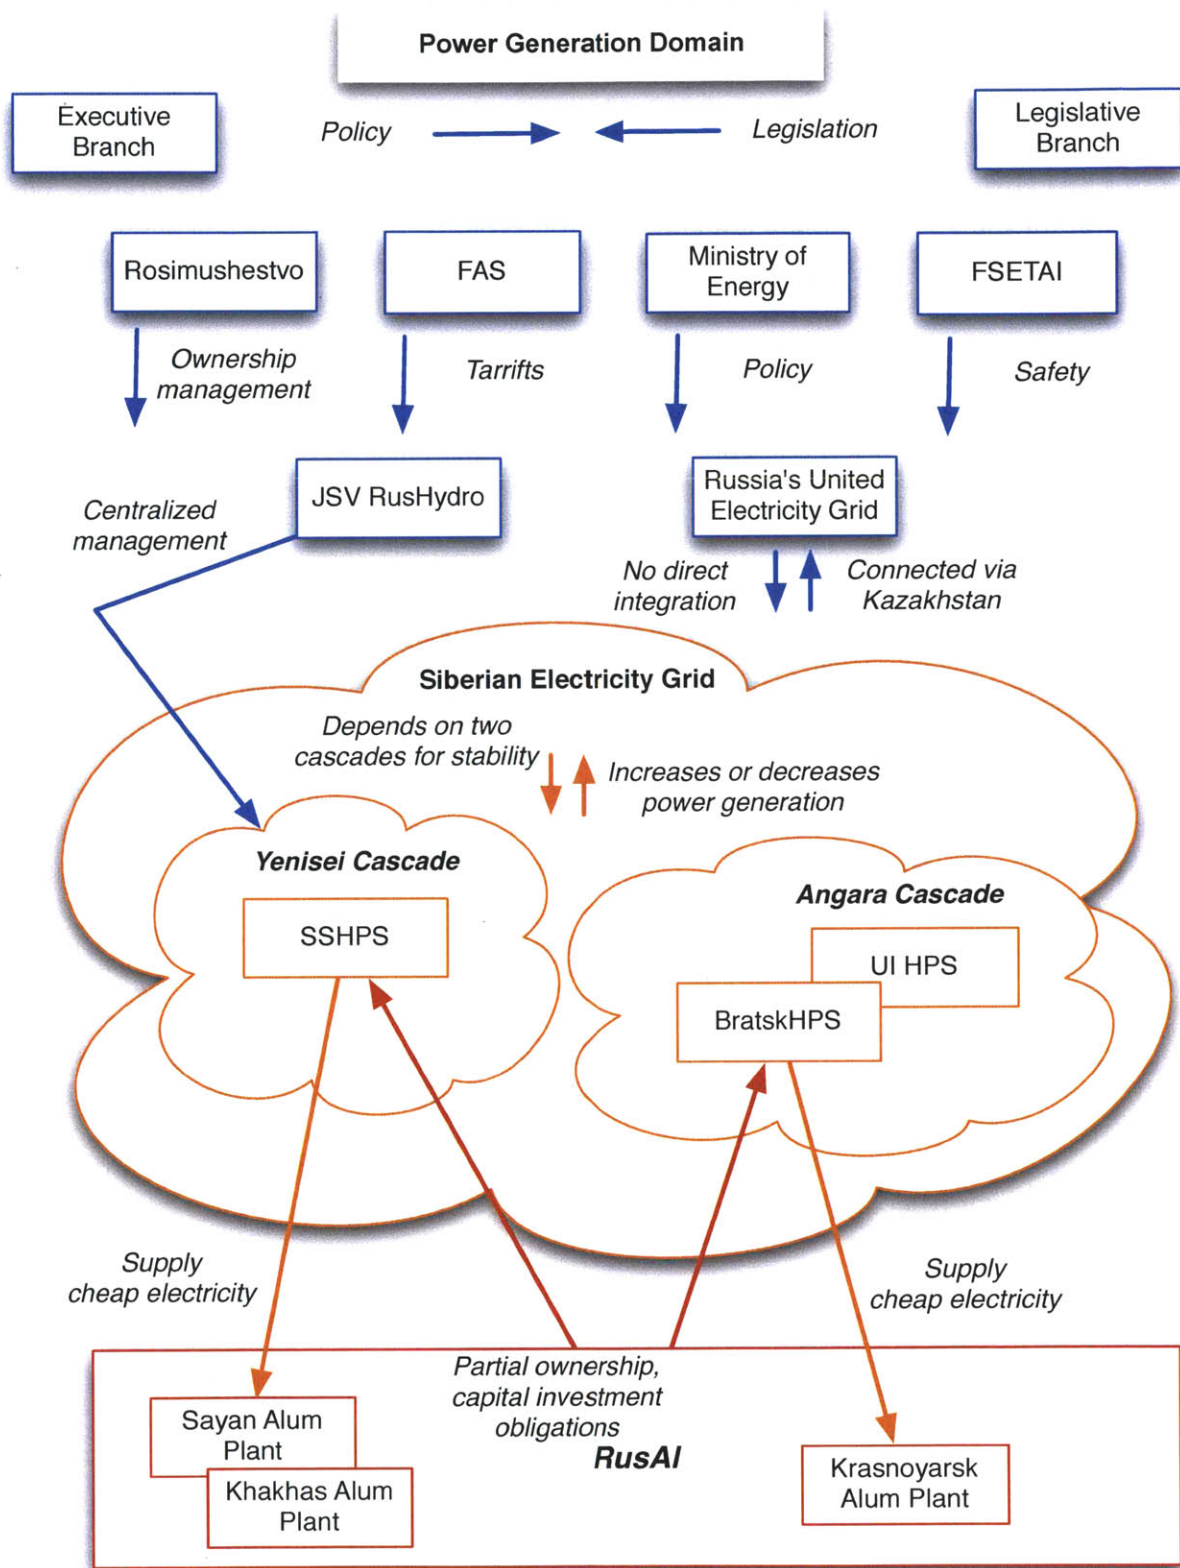 Power Generation Domain
Executive
Branch
Policy
Legislation
Legislative
Branch
Rosimushestvo
FAS
Ministry of
Energy
FSETAI
Ownership
management
Tarrifts
Policy
Safety
JSV RusHydro
Russia's United
Electricity Grid
Centralized
management
No direct
integration
Connected via
Kazakhstan
Siberian Electricity Grid
Depends on two
cascades for stability
Increases or decreases
power generation
Yenisei Cascade
Angara Cascade
SSHPS
UI HPS
BratskHPS
Supply
cheap electricity
Supply
cheap electricity
Partial ownership,
capital investment
obligations
RusAl
Sayan Alum
Plant
Khakhas Alum
Plant
Krasnoyarsk
Alum Plant